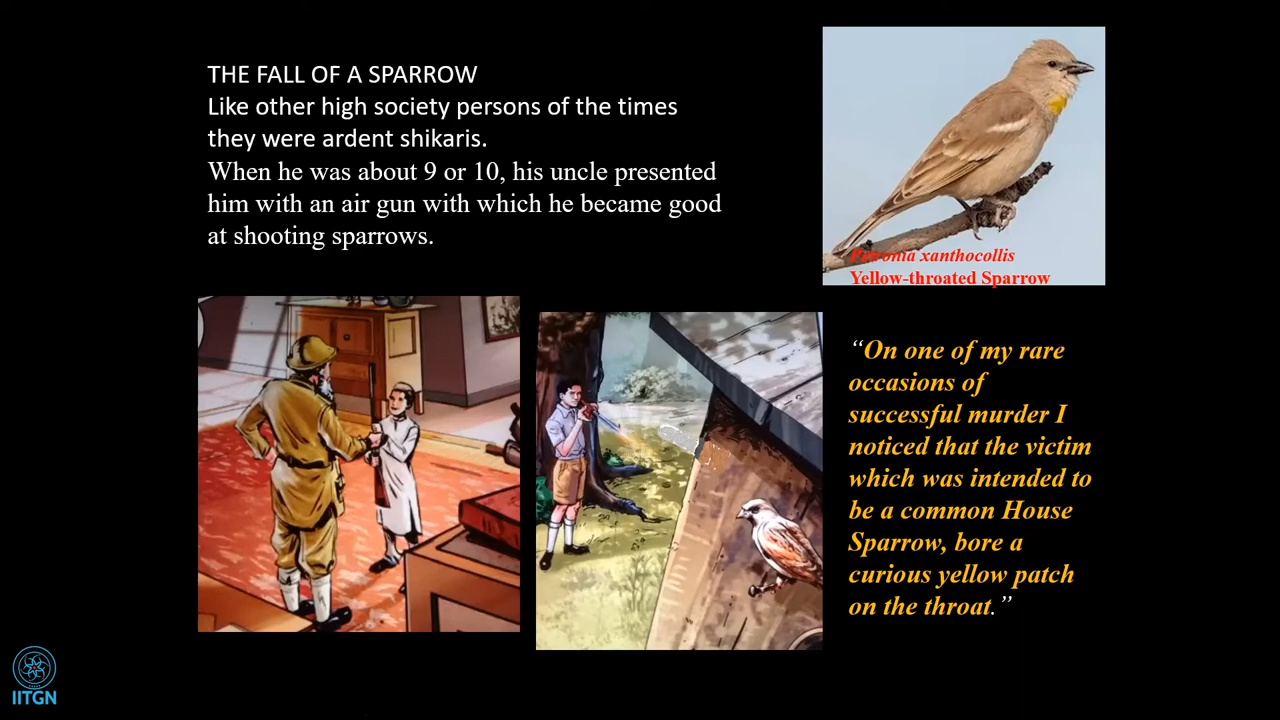 THE FALL OF A SPARROW
Like other high society persons of the times
they were ardent shikaris.
When he was about 9 or 10, his uncle presented
him with an air gun with which he became good
at shooting sparrows.
Petronia xanthocollis
Yellow-throated Sparrow
“On one of my rare
occasions of
successful murder I
noticed that the victim
which was intended to
be a common House
Sparrow, bore a
curious yellow patch
on the throat.”
IITGN